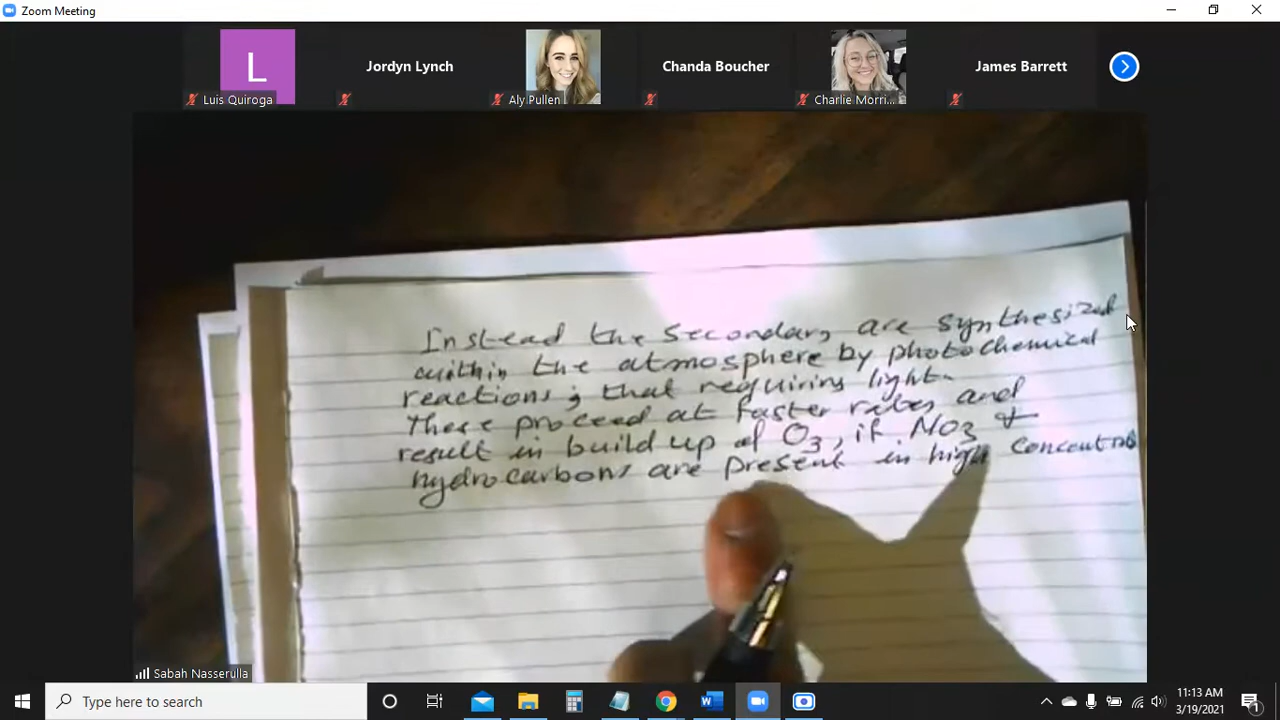 Zoom Meeting
L
Luis Quiroga
Jordyn Lynch
Aly Pullen
Chanda Boucher
Charlie Morri...
James Barrett
Instead the secondary are synthesized
within the atmosphere by photochemical
reactions; that requiring light.
These proceed at faster rates and
result in build up of O3, if NO3 &
hydrocarbons are present in high
Sabah Nasserulla
Type here to search
11:13 AM
3/19/2021
1